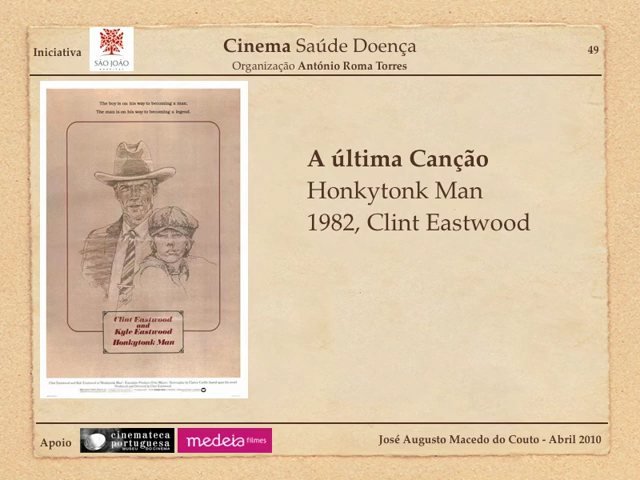 Iniciativa
SÃO JOÃO
Cinema Saúde Doença
Organização António Roma Torres
49
The boy is on his way to becoming a man.
The man is on his way to becoming a legend.
Clint Eastwood
and
Kyle Eastwood
Honkytonk Man
A última Canção
Honkytonk Man
1982, Clint Eastwood
Apoio
cinemateca
portuguesa
MUSEU DO CINEMA
medeia filmes
José Augusto Macedo do Couto - Abril 2010